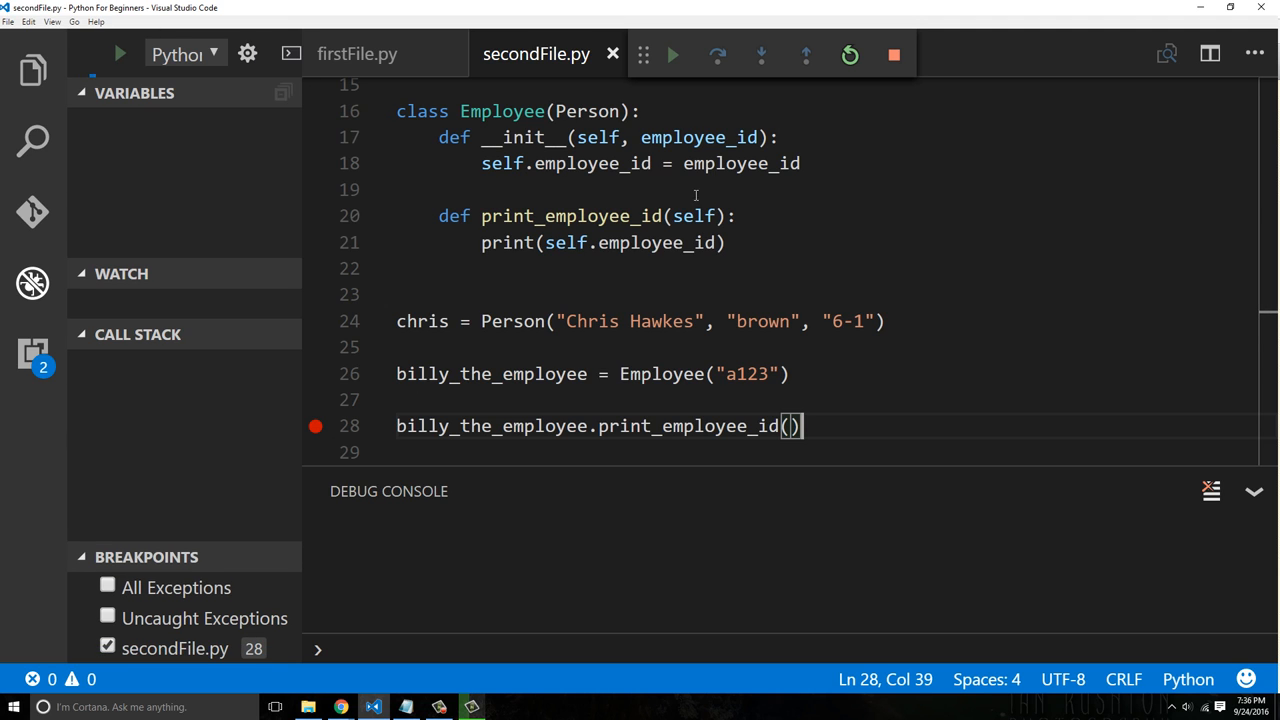 secondFile.py - Python For Beginners - Visual Studio Code
File Edit View Go Help
Python
firstFile.py
secondFile.py
VARIABLES
WATCH
CALL STACK
BREAKPOINTS
All Exceptions
Uncaught Exceptions
secondFile.py 28
2
15
16 class Employee(Person):
17 def __init__(self, employee_id):
18 self.employee_id = employee_id
19
20 def print_employee_id(self):
21 print(self.employee_id)
22
23
24 chris = Person("Chris Hawkes", "brown", "6-1")
25
26 billy_the_employee = Employee("a123")
27
28 billy_the_employee.print_employee_id()
29
DEBUG CONSOLE
0 0
Ln 28, Col 39 Spaces: 4 UTF-8 CRLF Python
I'm Cortana. Ask me anything.
7:36 PM
9/24/2016